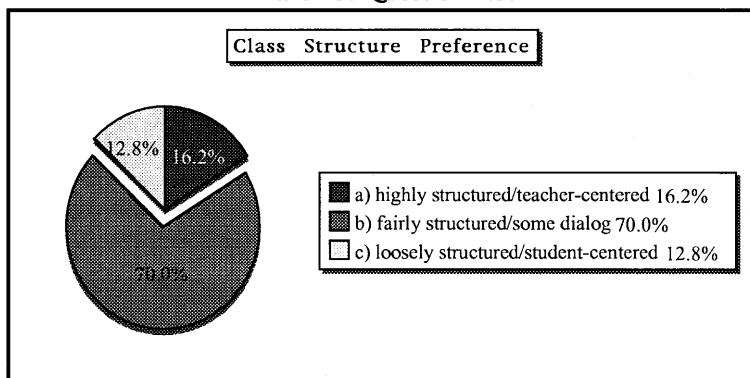 Class Structure Preference
12.8%
16.2%
70.0%
a) highly structured/teacher-centered 16.2%
b) fairly structured/some dialog 70.0%
c) loosely structured/student-centered 12.8%